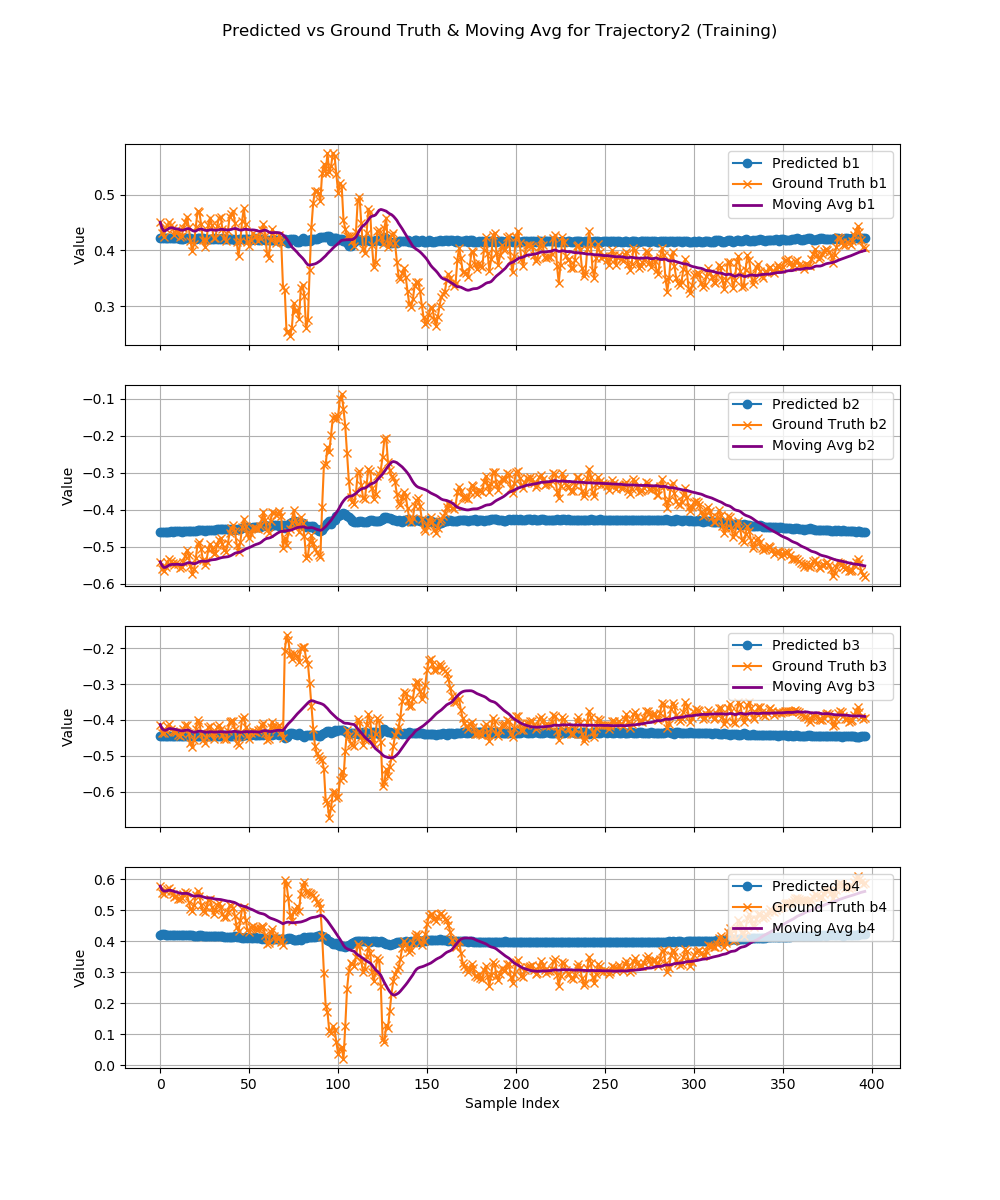 Predicted vs Ground Truth & Moving Avg for Trajectory2 (Training)
Predicted b1
Ground Truth b1
Moving Avg b1
Value
0.5
0.4
0.3
Predicted b2
Ground Truth b2
Moving Avg b2
Value
−0.1
−0.2
−0.3
−0.4
−0.5
−0.6
Predicted b3
Ground Truth b3
Moving Avg b3
Value
−0.2
−0.3
−0.4
−0.5
−0.6
Predicted b4
Ground Truth b4
Moving Avg b4
Value
0.6
0.5
0.4
0.3
0.2
0.1
0.0
0 50 100 150 200 250 300 350 400
Sample Index